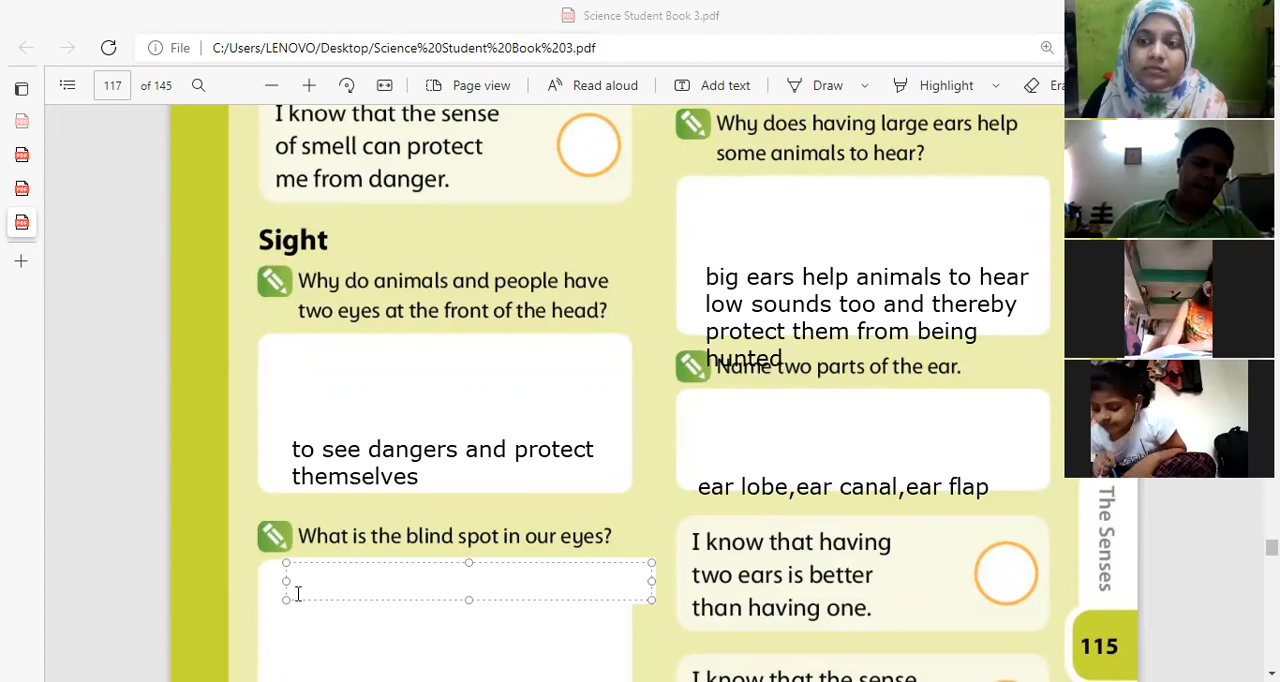 Science Student Book 3.pdf
File | C:/Users/LENOVO/Desktop/Science%20Student%20Book%203.pdf
117 of 145 Page view Read aloud Add text Draw Highlight
I know that the sense
of smell can protect
me from danger.
Sight
Why do animals and people have
two eyes at the front of the head?
to see dangers and protect
themselves
What is the blind spot in our eyes?
Why does having large ears help
some animals to hear?
big ears help animals to hear
low sounds too and thereby
protect them from being
hunted
Name two parts of the ear.
ear lobe,ear canal,ear flap
I know that having
two ears is better
than having one.
I know that the sense
The Senses
115